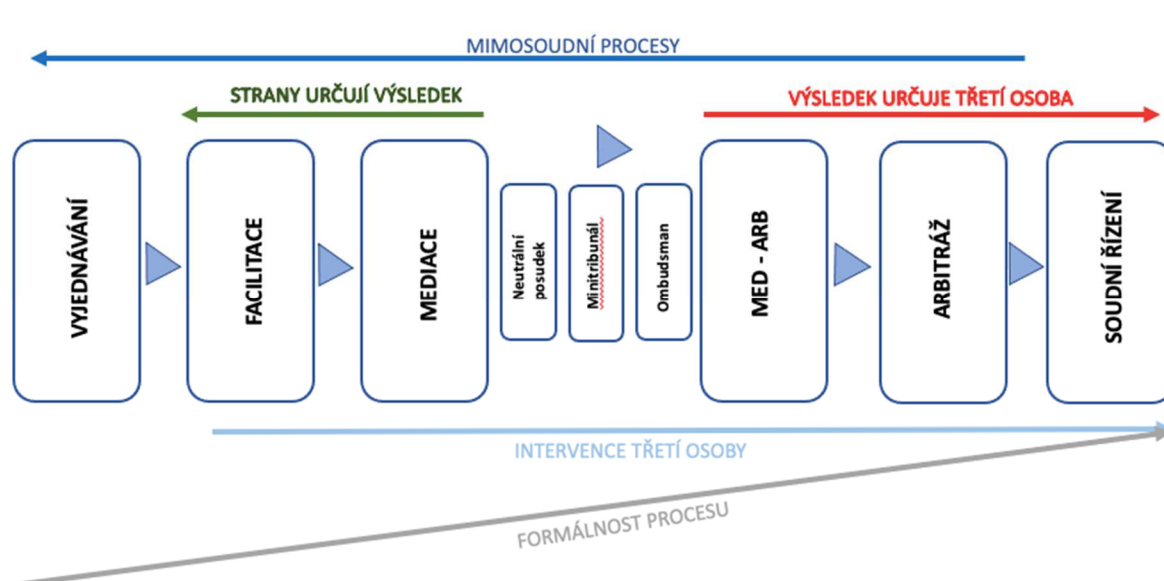 MIMOSOUDNÍ PROCESY
STRANY URČUJÍ VÝSLEDEK
VÝSLEDEK URČUJE TŘETÍ OSOBA
VYJEDNÁVÁNÍ
FACILITACE
MEDIACE
Neutrální
posudek
Minitribunál
Ombudsman
MED - ARB
ARBITRÁŽ
SOUDNÍ ŘÍZENÍ
INTERVENCE TŘETÍ OSOBY
FORMÁLNOST PROCESU